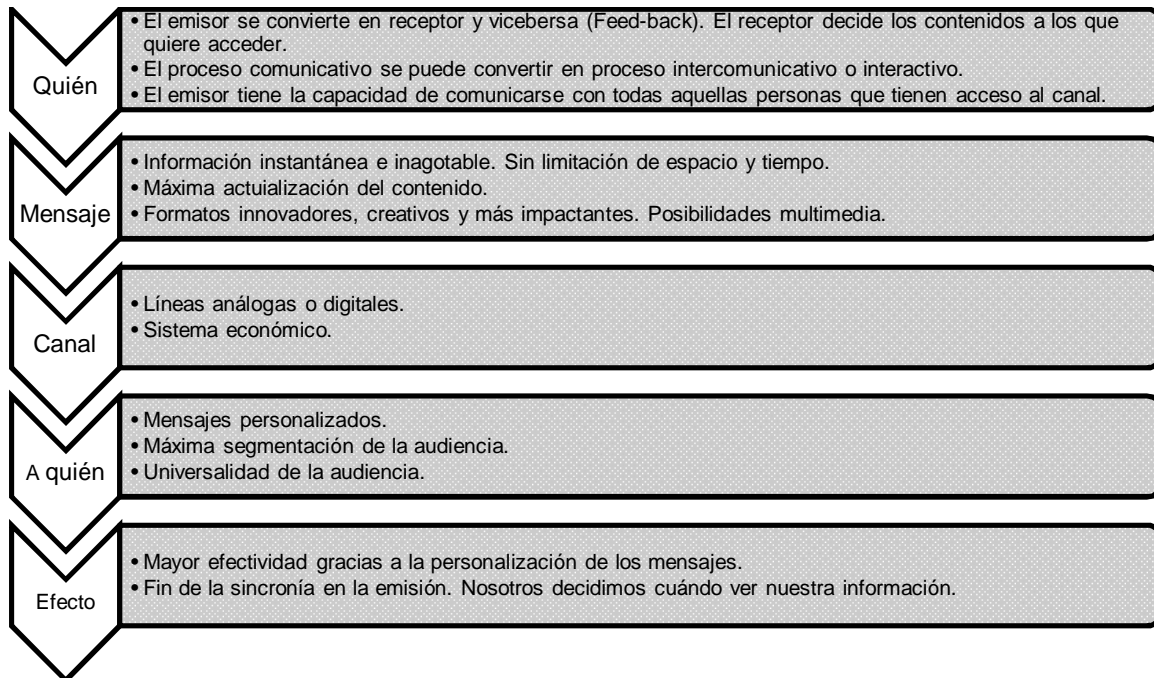 Quién
• El emisor se convierte en receptor y vicebersa (Feed-back). El receptor decide los contenidos a los que
quiere acceder.
• El proceso comunicativo se puede convertir en proceso intercomunicativo o interactivo.
• El emisor tiene la capacidad de comunicarse con todas aquellas personas que tienen acceso al canal.
Mensaje
• Información instantánea e inagotable. Sin limitación de espacio y tiempo.
• Máxima actuialización del contenido.
• Formatos innovadores, creativos y más impactantes. Posibilidades multimedia.
Canal
• Líneas análogas o digitales.
• Sistema económico.
A quién
• Mensajes personalizados.
• Máxima segmentación de la audiencia.
• Universalidad de la audiencia.
Efecto
• Mayor efectividad gracias a la personalización de los mensajes.
• Fin de la sincronía en la emisión. Nosotros decidimos cuándo ver nuestra información.